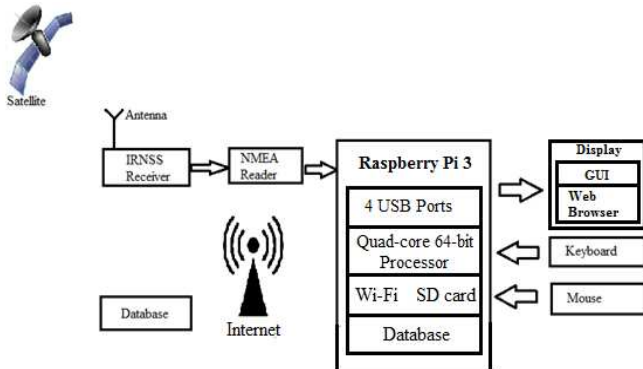 Satellite
Antenna
IRNSS
Receiver
NMEA
Reader
Raspberry Pi 3
4 USB Ports
Quad-core 64-bit
Processor
Wi-Fi SD card
Database
Display
GUI
Web
Browser
Keyboard
Mouse
Database
Internet